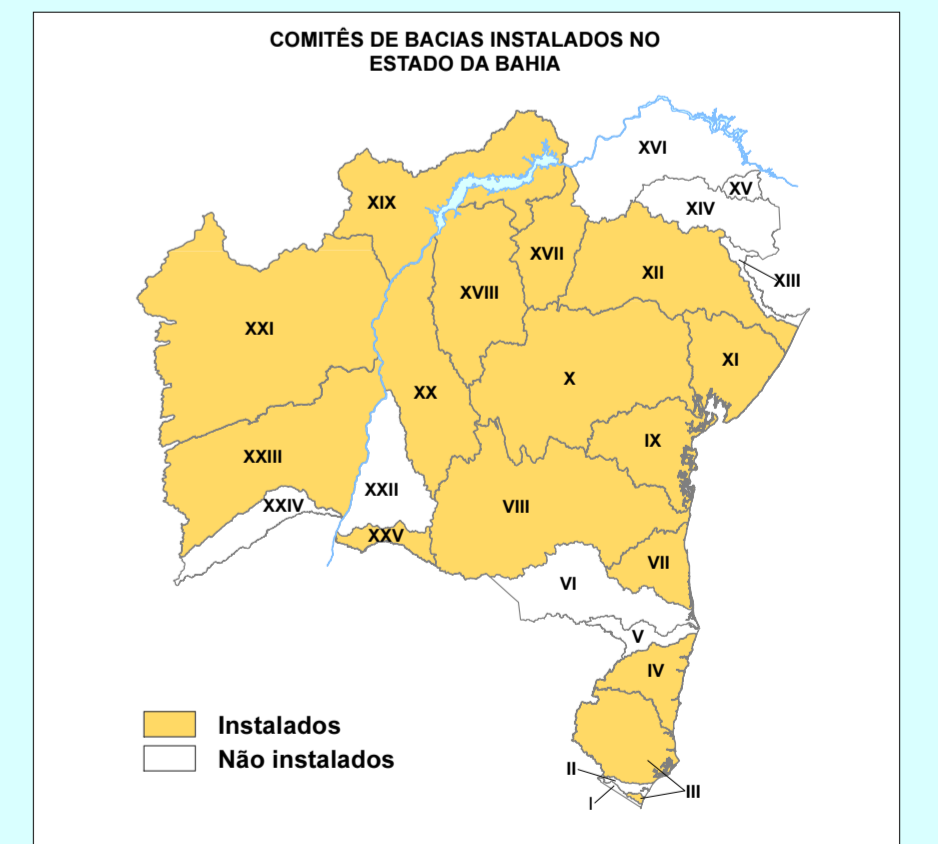 COMITÊS DE BACIAS INSTALADOS NO
ESTADO DA BAHIA
XVI
XV
XIX
XIV
XVII
XII
XIII
XVIII
XXI
XI
X
XX
IX
XXIII
XXII
XXIV
VIII
XXV
VII
VI
V
IV
Instalados
Não instalados
II
III
I